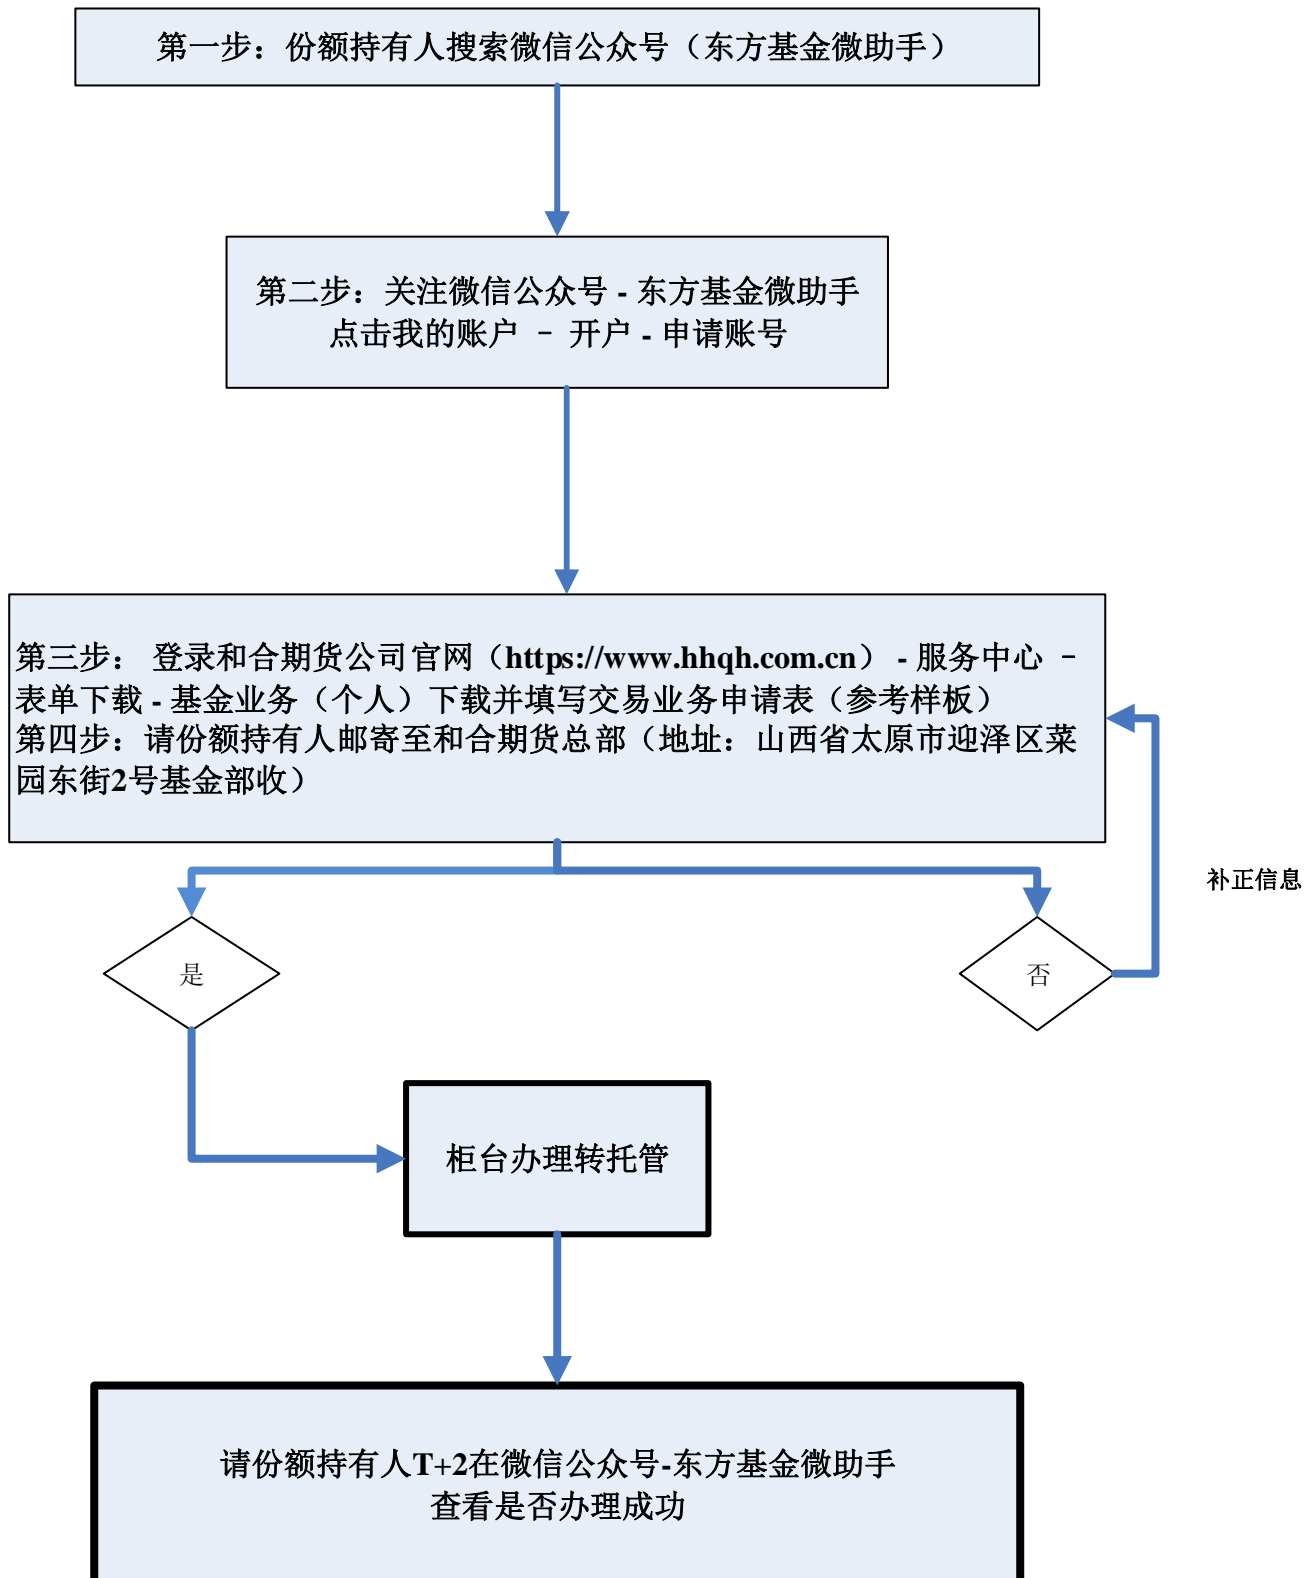 第一步：份额持有人搜索微信公众号（东方基金微助手）
第二步：关注微信公众号 - 东方基金微助手
点击我的账户 – 开户 - 申请账号
第三步： 登录和合期货公司官网（https://www.hhqh.com.cn） - 服务中心 –
表单下载 - 基金业务（个人）下载并填写交易业务申请表（参考样板）
第四步：请份额持有人邮寄至和合期货总部（地址：山西省太原市迎泽区菜
园东街2号基金部收）
补正信息
是
否
柜台办理转托管
请份额持有人T+2在微信公众号-东方基金微助手
查看是否办理成功